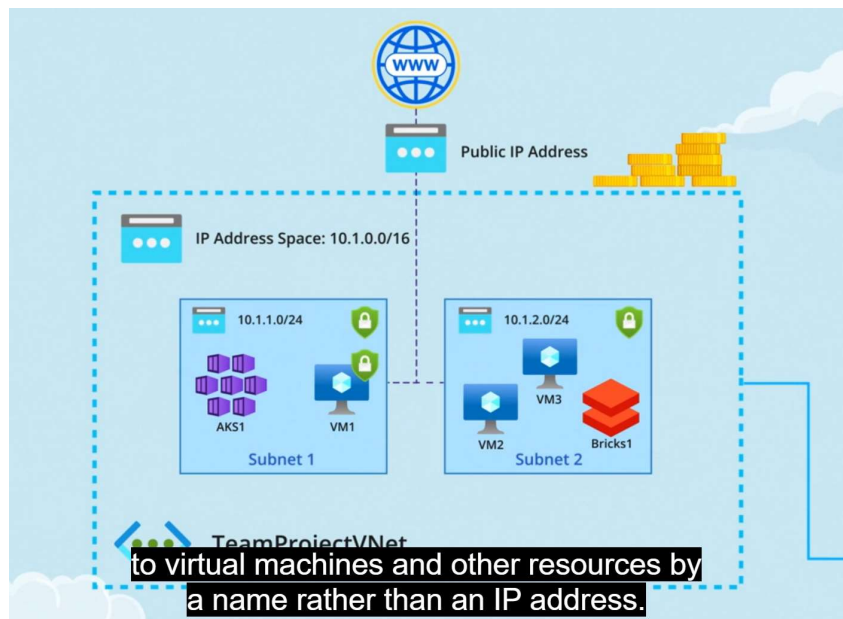 WWW
Public IP Address
IP Address Space: 10.1.0.0/16
10.1.1.0/24
10.1.2.0/24
AKS1
VM1
VM2
VM3
Bricks1
Subnet 1
Subnet 2
TeamProjectVNet
to virtual machines and other resources by
a name rather than an IP address.